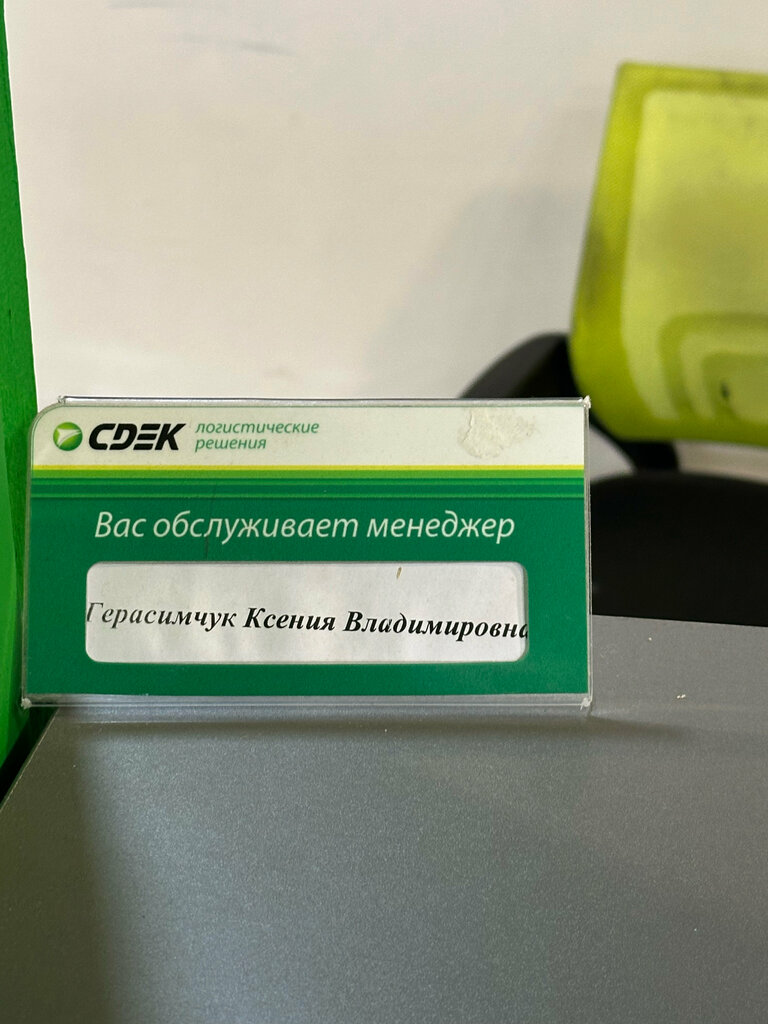 CDEK логистические
решения
Вас обслуживает менеджер
Герасимчук Ксения Владимировна